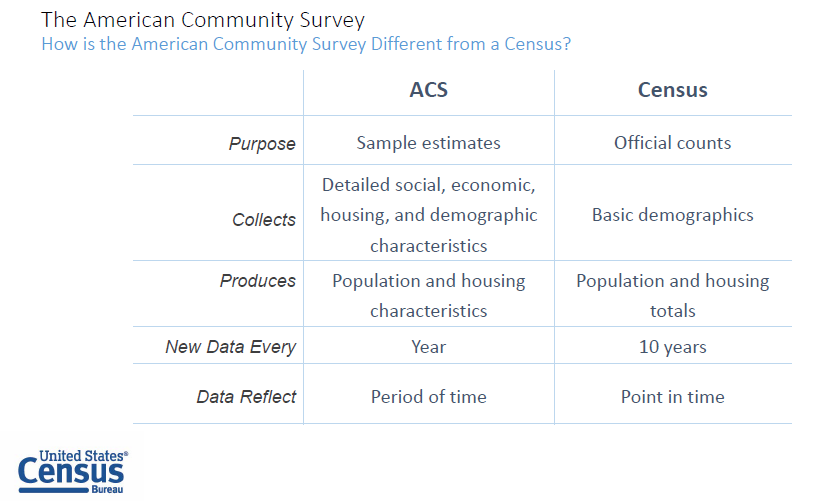 The American Community Survey
How is the American Community Survey Different from a Census?
ACS
Census
Purpose
Sample estimates
Official counts
Collects
Detailed social, economic,
housing, and demographic
characteristics
Basic demographics
Produces
Population and housing
characteristics
Population and housing
totals
New Data Every
Year
10 years
Data Reflect
Period of time
Point in time
United States®
Census
Bureau